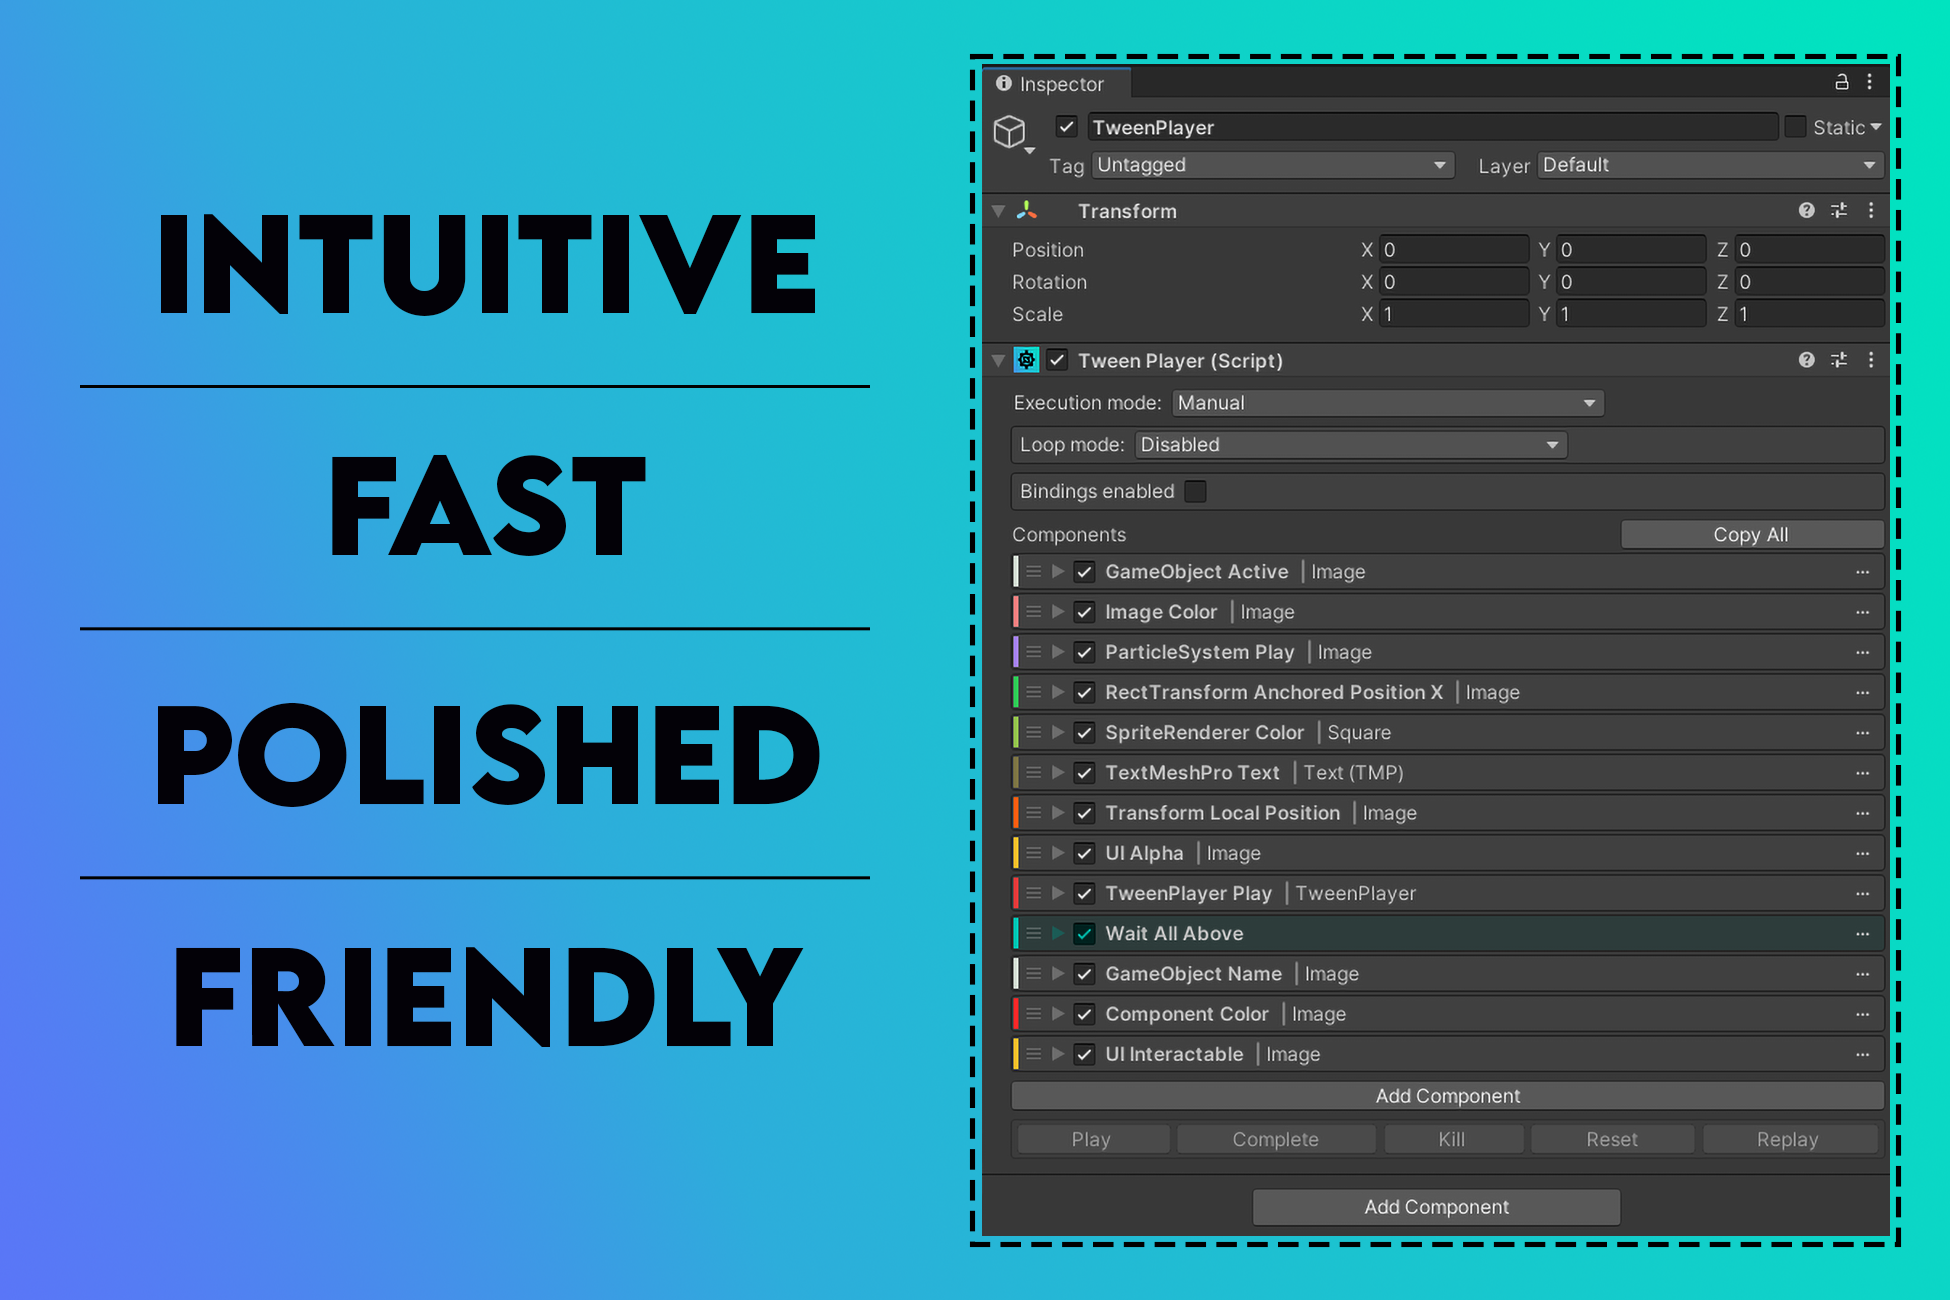 INTUITIVE
FAST
POLISHED
FRIENDLY
Inspector
TweenPlayer
Static
Tag Untagged Layer Default
Transform
Position X 0 Y 0 Z 0
Rotation X 0 Y 0 Z 0
Scale X 1 Y 1 Z 1
Tween Player (Script)
Execution mode: Manual
Loop mode: Disabled
Bindings enabled
Components Copy All
GameObject Active | Image
Image Color | Image
ParticleSystem Play | Image
RectTransform Anchored Position X | Image
SpriteRenderer Color | Square
TextMeshPro Text | Text (TMP)
Transform Local Position | Image
UI Alpha | Image
TweenPlayer Play | TweenPlayer
Wait All Above
GameObject Name | Image
Component Color | Image
UI Interactable | Image
Add Component
Play Complete Kill Reset Replay
Add Component